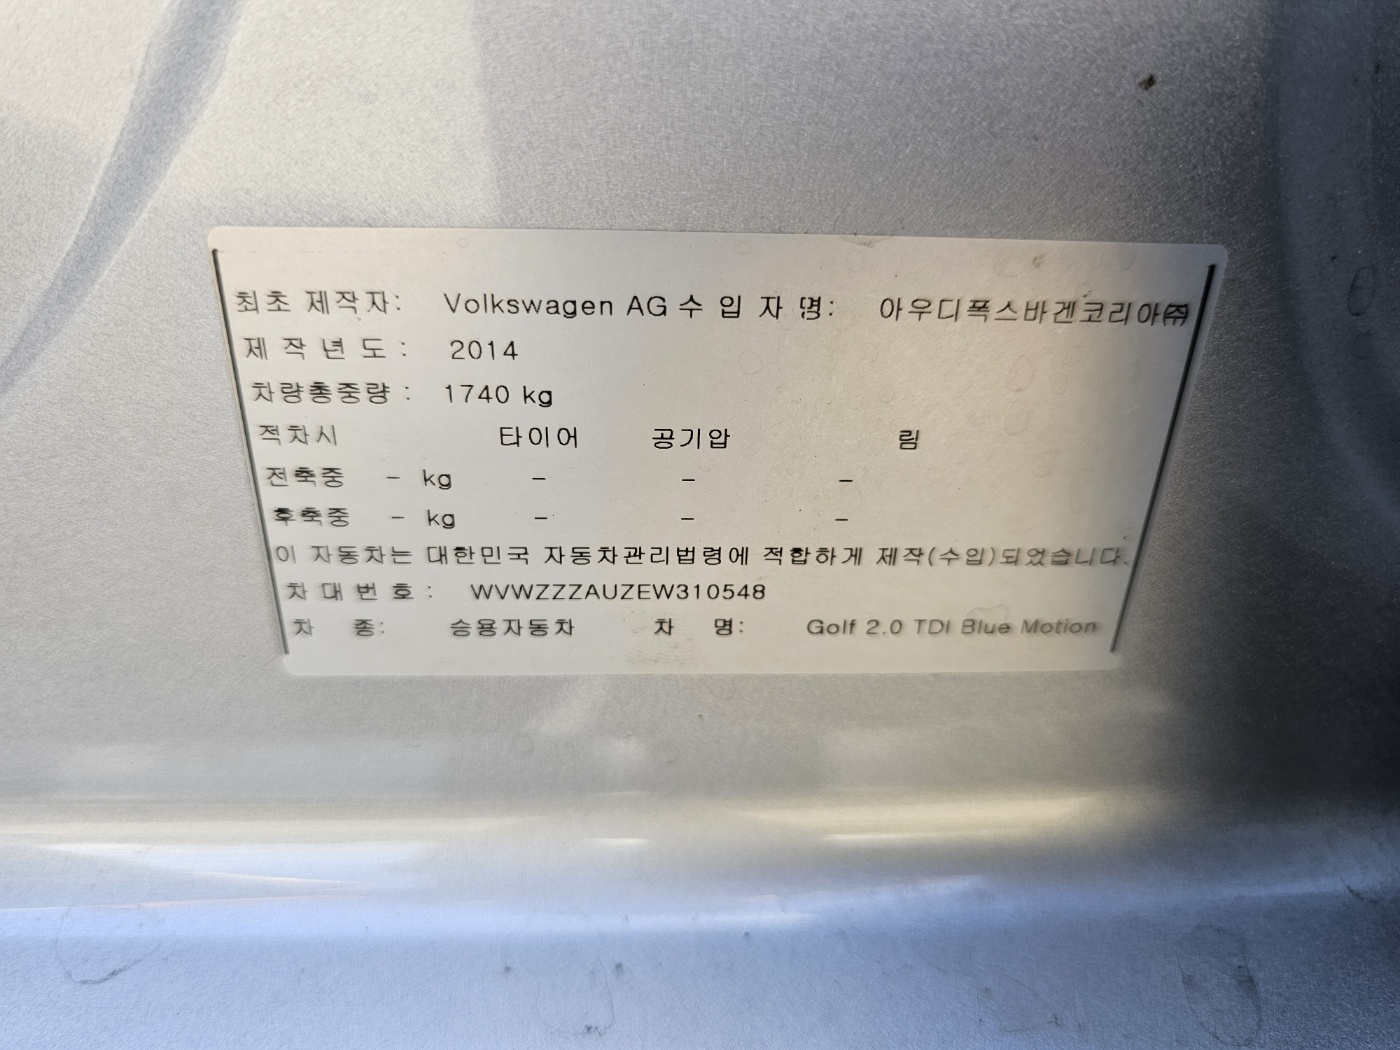 최초 제작자: Volkswagen AG 수 입 자 명: 아우디폭스바겐코리아㈜
제 작 년 도 : 2014
차량총중량 : 1740 kg
적차시 타이어 공기압 림
전축중 - kg - - -
후축중 - kg - - -
이 자동차는 대한민국 자동차관리법령에 적합하게 제작(수입)되었습니다.
차 대 번 호 : WVWZZZAUZEW310548
차 종: 승용자동차 차 명: Golf 2.0 TDI Blue Motion